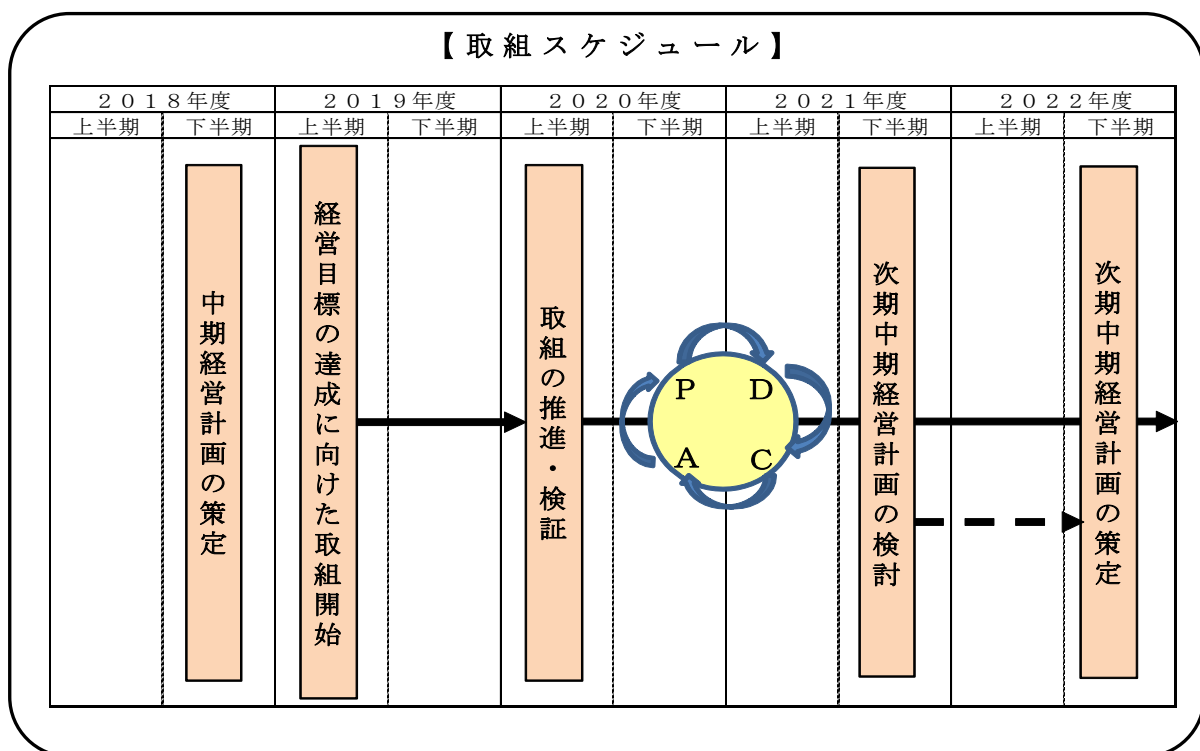 【取組スケジュール】
２０１８年度 ２０１９年度 ２０２０年度 ２０２１年度 ２０２２年度
上半期 下半期 上半期 下半期 上半期 下半期 上半期 下半期 上半期 下半期
中期経営計画の策定
経営目標の達成に向けた取組開始
取組の推進・検証
P D
A C
次期中期経営計画の検討
次期中期経営計画の策定